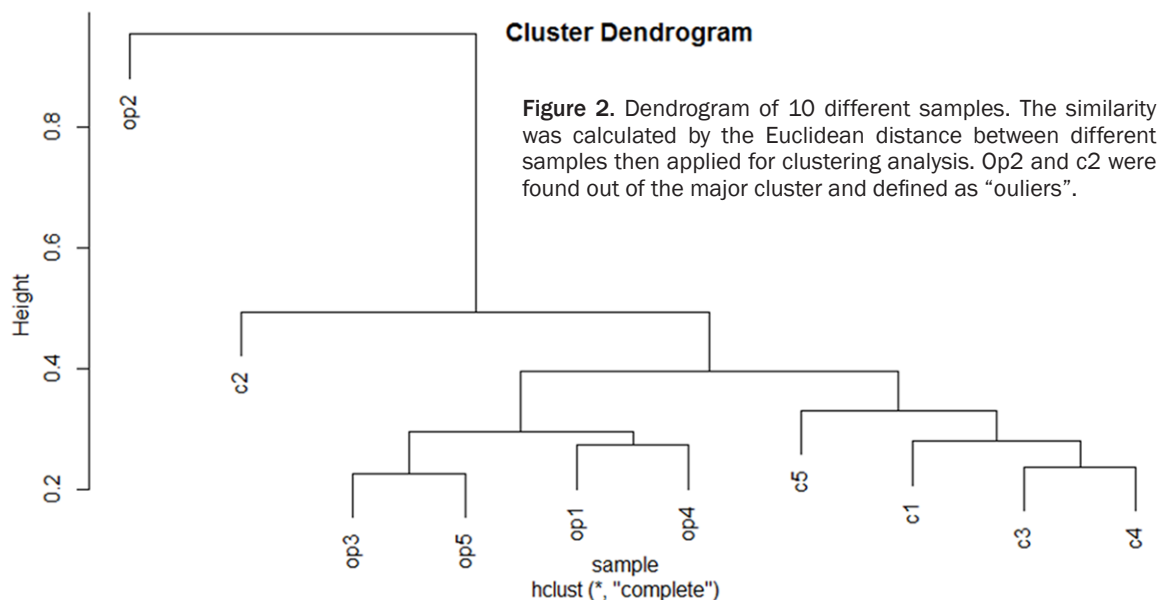 Cluster Dendrogram
Figure 2. Dendrogram of 10 different samples. The similarity
was calculated by the Euclidean distance between different
samples then applied for clustering analysis. Op2 and c2 were
found out of the major cluster and defined as “ouliers”.
Height
0.8
0.6
0.4
0.2
op2
c2
op3
op5
op1
op4
c5
c1
c3
c4
sample
hclust (*, "complete")